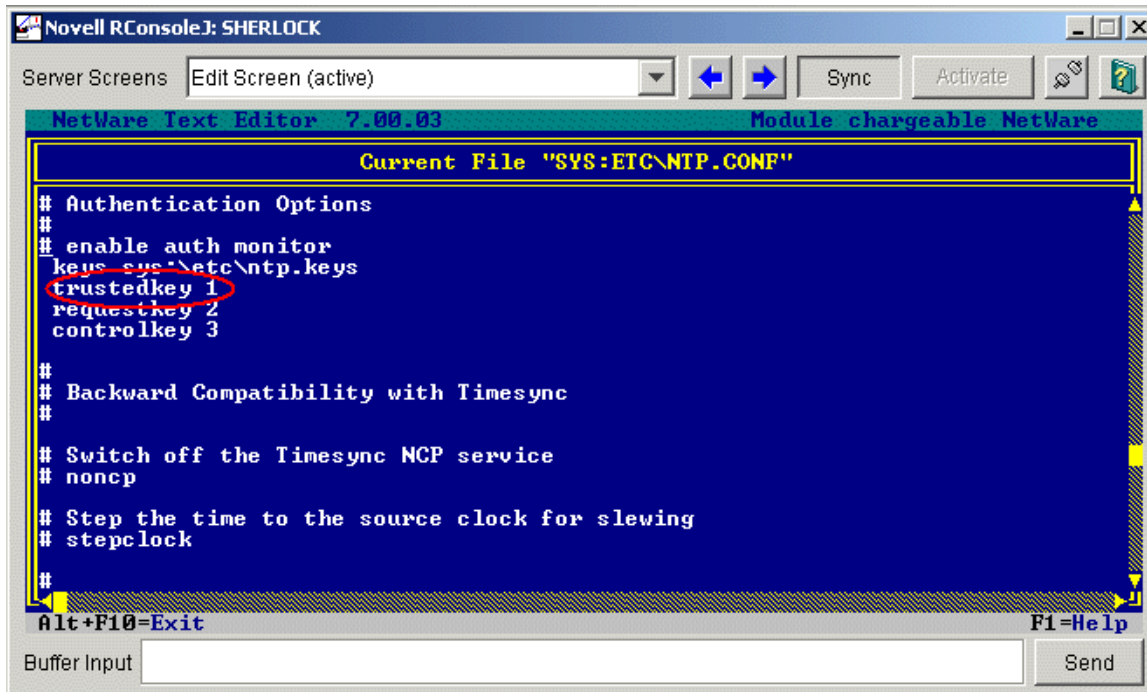 Novell RConsoleJ: SHERLOCK
Server Screens Edit Screen (active) Sync Activate
NetWare Text Editor 7.00.03 Module chargeable NetWare
Current File "SYS:ETC\NTP.CONF"
# Authentication Options
#
# enable auth monitor
keys sys:\etc\ntp.keys
trustedkey 1
requestkey 2
controlkey 3
#
# Backward Compatibility with Timesync
#
# Switch off the Timesync NCP service
# noncp
# Step the time to the source clock for slewing
# stepclock
#
Alt+F10=Exit F1=Help
Buffer Input Send